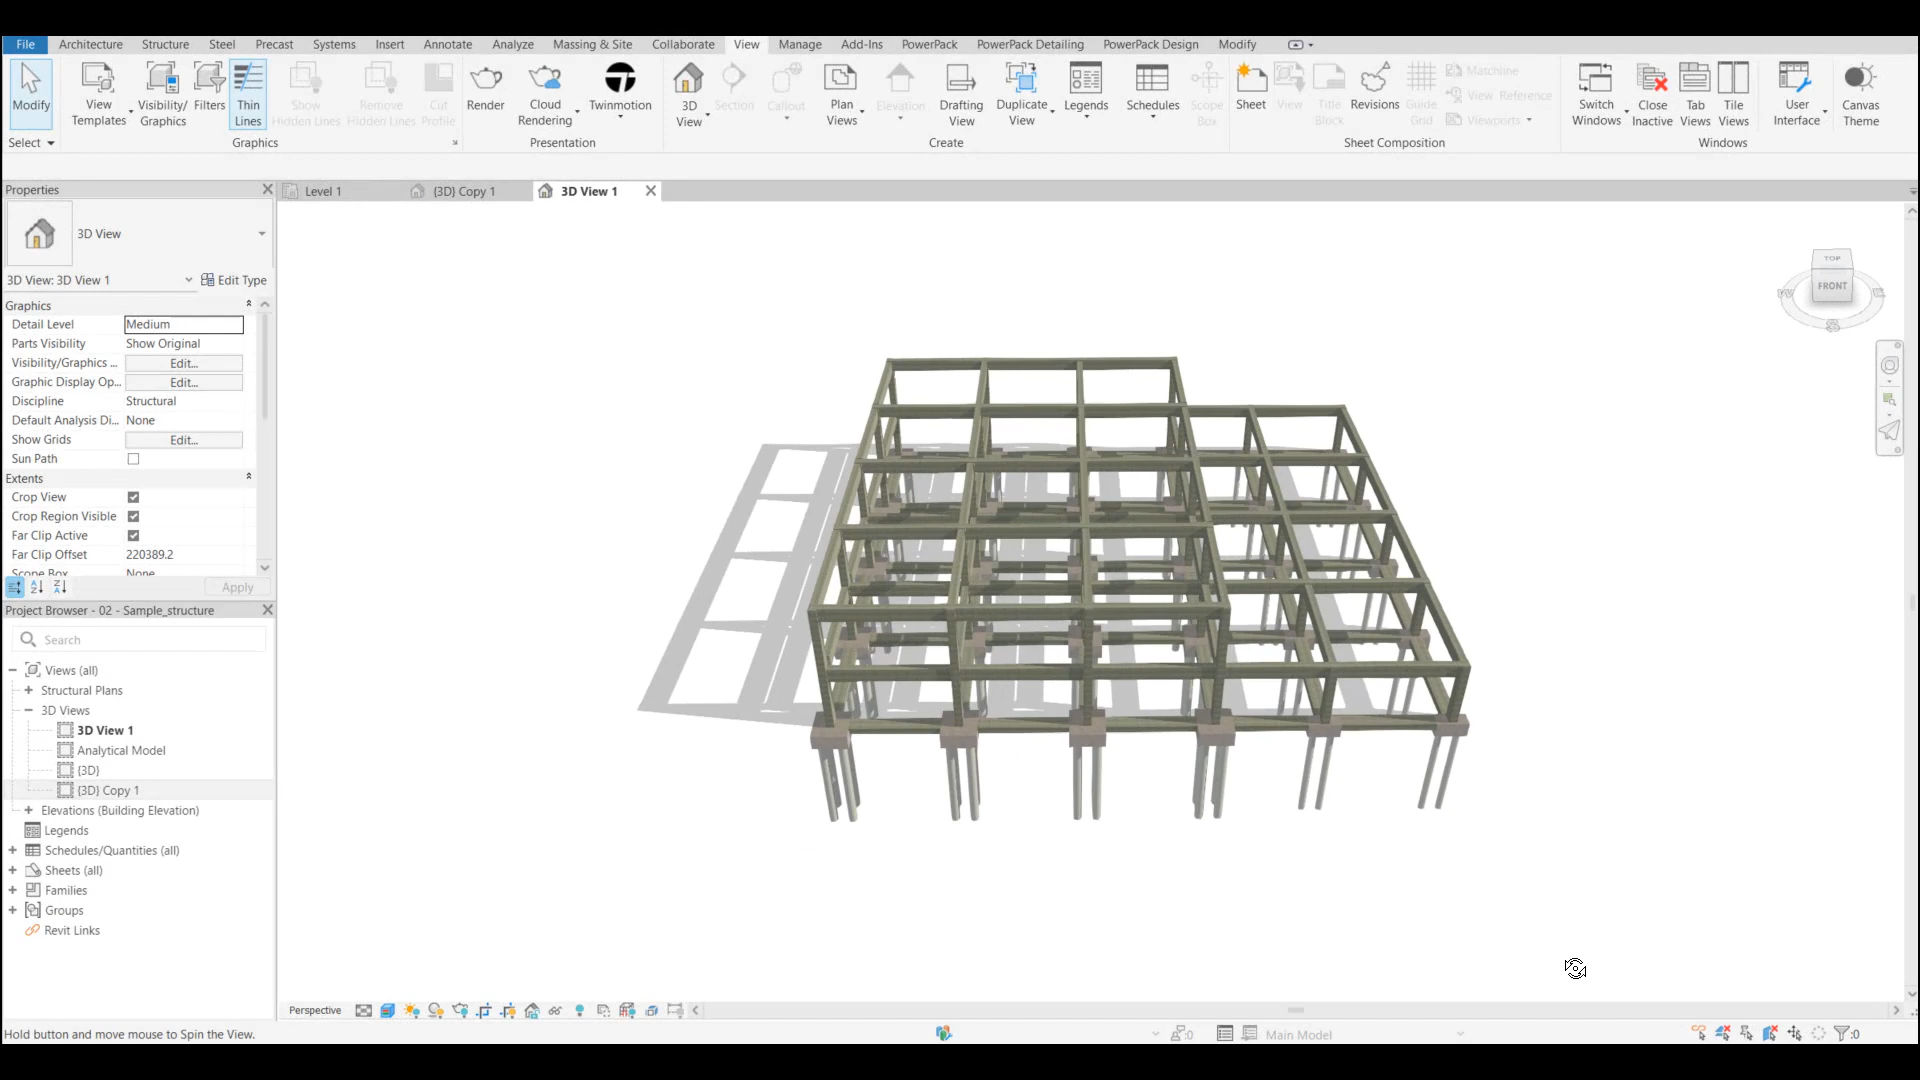 File Architecture Structure Steel Precast Systems Insert Annotate Analyze Massing & Site Collaborate View Manage Add-Ins PowerPack PowerPack Detailing PowerPack Design Modify
Modify
View Templates
Visibility/ Graphics
Filters
Thin Lines
Show Hidden Lines
Remove Hidden Lines
Cut Profile
Render
Cloud Rendering
Twinmotion
3D View
Section
Callout
Plan Views
Elevation
Drafting View
Duplicate View
Legends
Schedules
Scope Box
Sheet
View
Title Block
Revisions
Guide Grid
Matchline
View Reference
Viewports
Switch Windows
Close Inactive
Tab Views
Tile Views
User Interface
Canvas Theme
Select Graphics Presentation Create Sheet Composition Windows
Properties
Level 1 {3D} Copy 1 3D View 1
3D View
3D View: 3D View 1 Edit Type
Graphics
Detail Level Medium
Parts Visibility Show Original
Visibility/Graphics ... Edit...
Graphic Display Op... Edit...
Discipline Structural
Default Analysis Di... None
Show Grids Edit...
Sun Path
Extents
Crop View
Crop Region Visible
Far Clip Active
Far Clip Offset 220389.2
Scope Box None
Apply
TOP
FRONT
W
E
S
Project Browser - 02 - Sample_structure
Search
Views (all)
Structural Plans
3D Views
3D View 1
Analytical Model
{3D}
{3D} Copy 1
Elevations (Building Elevation)
Legends
Schedules/Quantities (all)
Sheets (all)
Families
Groups
Revit Links
Perspective
Hold button and move mouse to Spin the View.
:0
Main Model
:0